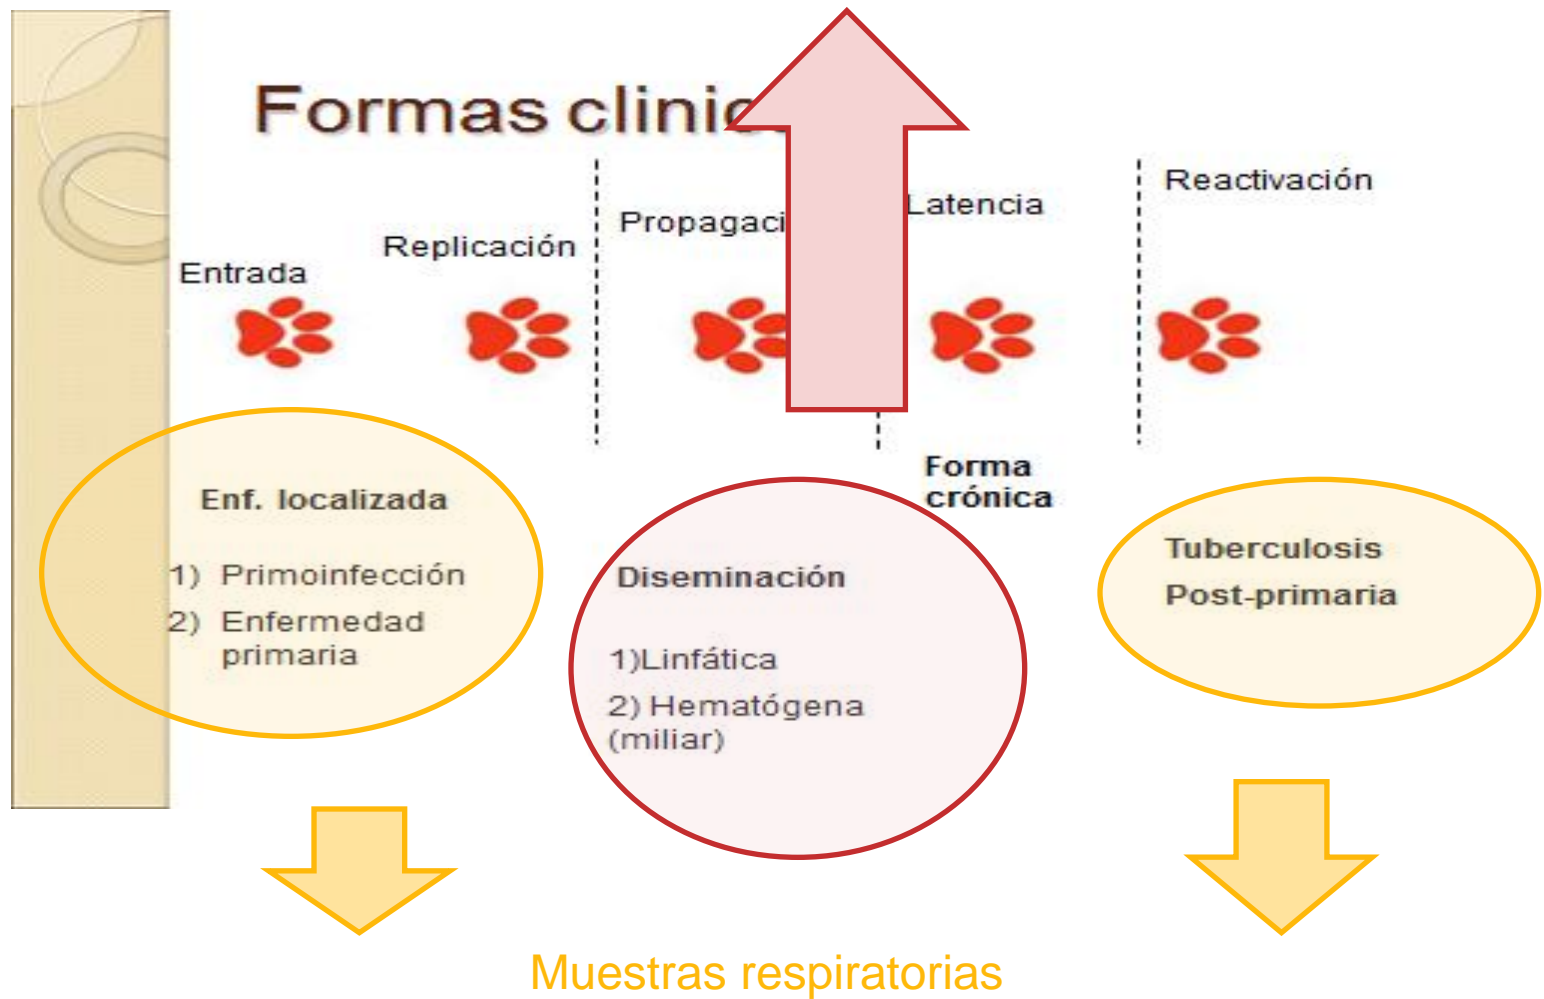 Formas clinic
Entrada
Replicación
Propagaci
Latencia
Reactivación
Enf. localizada
1) Primoinfección
2) Enfermedad
primaria
Diseminación
1)Linfática
2) Hematógena
(miliar)
Forma
crónica
Tuberculosis
Post-primaria
Muestras respiratorias